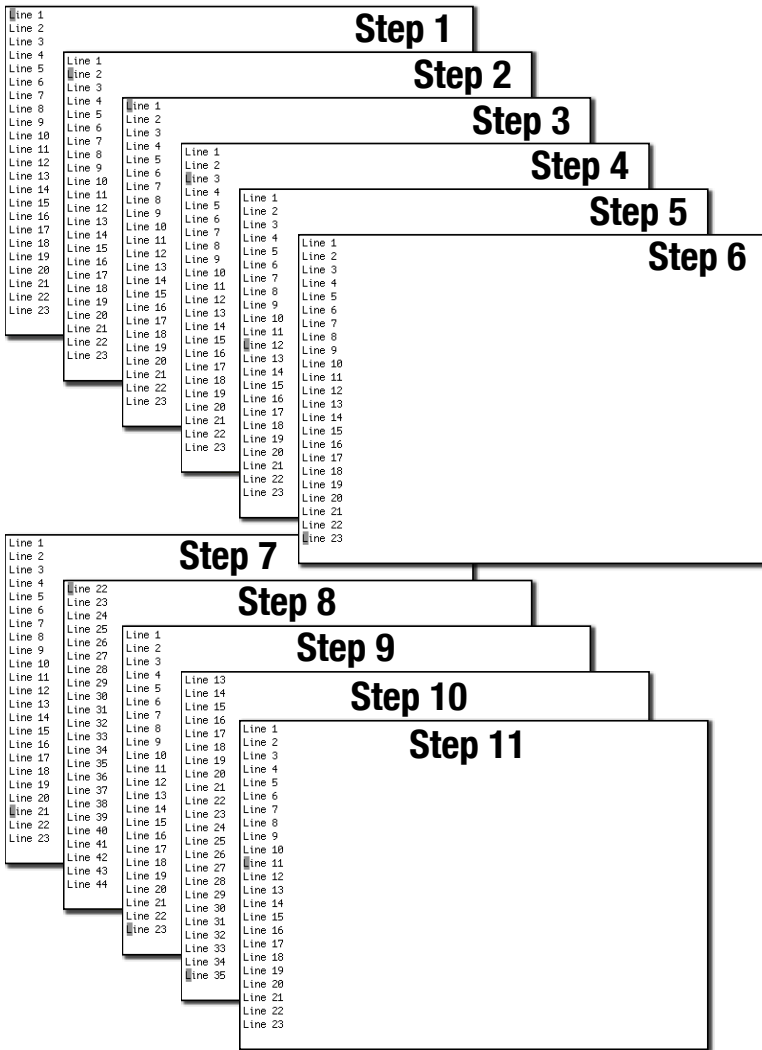 Step 1
Line 1
Line 2
Line 3
Line 4
Line 5
Line 6
Line 7
Line 8
Line 9
Line 10
Line 11
Line 12
Line 13
Line 14
Line 15
Line 16
Line 17
Line 18
Line 19
Line 20
Line 21
Line 22
Line 23
Step 2
Line 1
Line 2
Line 3
Line 4
Line 5
Line 6
Line 7
Line 8
Line 9
Line 10
Line 11
Line 12
Line 13
Line 14
Line 15
Line 16
Line 17
Line 18
Line 19
Line 20
Line 21
Line 22
Line 23
Step 3
Line 1
Line 2
Line 3
Line 4
Line 5
Line 6
Line 7
Line 8
Line 9
Line 10
Line 11
Line 12
Line 13
Line 14
Line 15
Line 16
Line 17
Line 18
Line 19
Line 20
Line 21
Line 22
Line 23
Step 4
Line 1
Line 2
Line 3
Line 4
Line 5
Line 6
Line 7
Line 8
Line 9
Line 10
Line 11
Line 12
Line 13
Line 14
Line 15
Line 16
Line 17
Line 18
Line 19
Line 20
Line 21
Line 22
Line 23
Step 5
Line 1
Line 2
Line 3
Line 4
Line 5
Line 6
Line 7
Line 8
Line 9
Line 10
Line 11
Line 12
Line 13
Line 14
Line 15
Line 16
Line 17
Line 18
Line 19
Line 20
Line 21
Line 22
Line 23
Step 6
Line 1
Line 2
Line 3
Line 4
Line 5
Line 6
Line 7
Line 8
Line 9
Line 10
Line 11
Line 12
Line 13
Line 14
Line 15
Line 16
Line 17
Line 18
Line 19
Line 20
Line 21
Line 22
Line 23
Step 7
Line 1
Line 2
Line 3
Line 4
Line 5
Line 6
Line 7
Line 8
Line 9
Line 10
Line 11
Line 12
Line 13
Line 14
Line 15
Line 16
Line 17
Line 18
Line 19
Line 20
Line 21
Line 22
Line 23
Step 8
Line 22
Line 23
Line 24
Line 25
Line 26
Line 27
Line 28
Line 29
Line 30
Line 31
Line 32
Line 33
Line 34
Line 35
Line 36
Line 37
Line 38
Line 39
Line 40
Line 41
Line 42
Line 43
Line 44
Step 9
Line 1
Line 2
Line 3
Line 4
Line 5
Line 6
Line 7
Line 8
Line 9
Line 10
Line 11
Line 12
Line 13
Line 14
Line 15
Line 16
Line 17
Line 18
Line 19
Line 20
Line 21
Line 22
Line 23
Step 10
Line 13
Line 14
Line 15
Line 16
Line 17
Line 18
Line 19
Line 20
Line 21
Line 22
Line 23
Line 24
Line 25
Line 26
Line 27
Line 28
Line 29
Line 30
Line 31
Line 32
Line 33
Line 34
Line 35
Step 11
Line 1
Line 2
Line 3
Line 4
Line 5
Line 6
Line 7
Line 8
Line 9
Line 10
Line 11
Line 12
Line 13
Line 14
Line 15
Line 16
Line 17
Line 18
Line 19
Line 20
Line 21
Line 22
Line 23